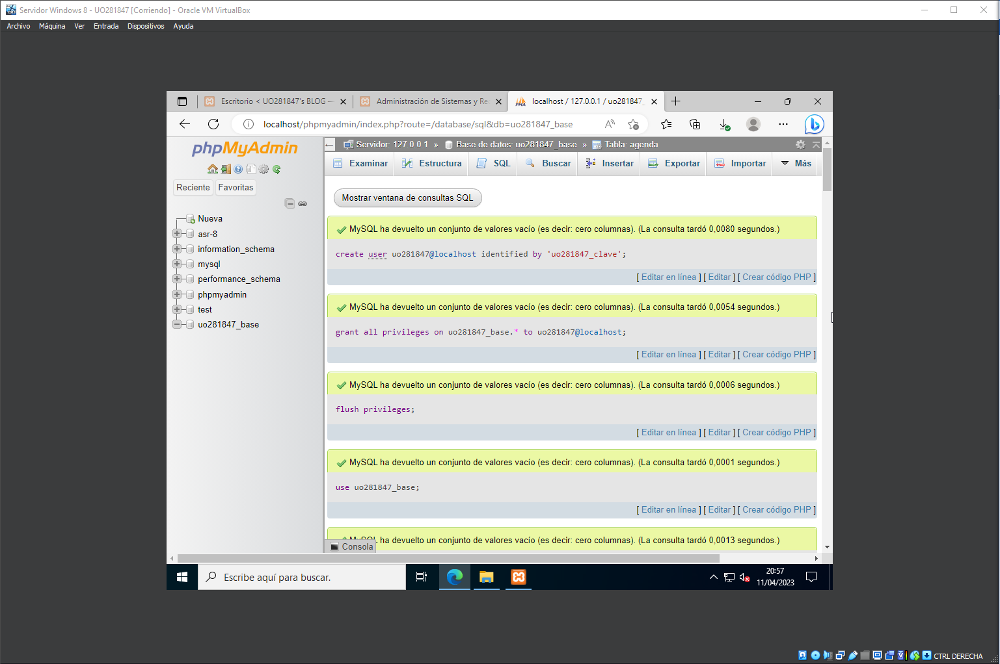 Servidor Windows 8 - UO281847 [Corriendo] - Oracle VM VirtualBox
Archivo Máquina Ver Entrada Dispositivos Ayuda
Escritorio < UO281847's BLOG —
Administración de Sistemas y Re
localhost / 127.0.0.1 / uo281847_
localhost/phpmyadmin/index.php?route=/database/sql&db=uo281847_base
phpMyAdmin
Reciente Favoritas
Nueva
asr-8
information_schema
mysql
performance_schema
phpmyadmin
test
uo281847_base
Servidor: 127.0.0.1 » Base de datos: uo281847_base » Tabla: agenda
Examinar Estructura SQL Buscar Insertar Exportar Importar Más
Mostrar ventana de consultas SQL
MySQL ha devuelto un conjunto de valores vacío (es decir: cero columnas). (La consulta tardó 0,0080 segundos.)
create user uo281847@localhost identified by 'uo281847_clave';
[ Editar en línea ] [ Editar ] [ Crear código PHP ]
MySQL ha devuelto un conjunto de valores vacío (es decir: cero columnas). (La consulta tardó 0,0054 segundos.)
grant all privileges on uo281847_base.* to uo281847@localhost;
[ Editar en línea ] [ Editar ] [ Crear código PHP ]
MySQL ha devuelto un conjunto de valores vacío (es decir: cero columnas). (La consulta tardó 0,0006 segundos.)
flush privileges;
[ Editar en línea ] [ Editar ] [ Crear código PHP ]
MySQL ha devuelto un conjunto de valores vacío (es decir: cero columnas). (La consulta tardó 0,0001 segundos.)
use uo281847_base;
[ Editar en línea ] [ Editar ] [ Crear código PHP ]
MySQL ha devuelto un conjunto de valores vacío (es decir: cero columnas). (La consulta tardó 0,0013 segundos.)
Consola
Escribe aquí para buscar.
20:57
11/04/2023
CTRL DERECHA